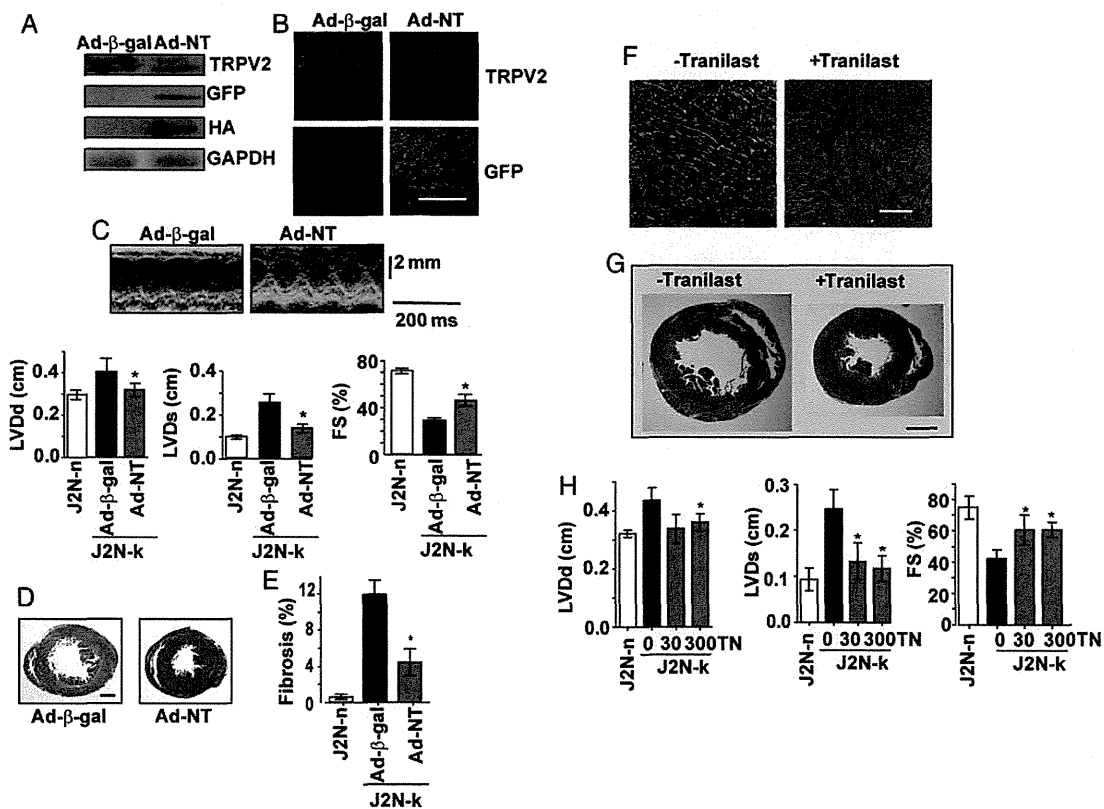 A
Ad-β-gal Ad-NT
TRPV2
GFP
HA
GAPDH
B
Ad-β-gal Ad-NT
TRPV2
GFP
C
Ad-β-gal Ad-NT
2 mm
200 ms
LVDd (cm)
0.4
0.2
0.0
*
J2N-n
Ad-β-gal
Ad-NT
J2N-k
LVDs (cm)
0.4
0.2
0.0
*
J2N-n
Ad-β-gal
Ad-NT
J2N-k
FS (%)
80
40
0
*
J2N-n
Ad-β-gal
Ad-NT
J2N-k
D
Ad-β-gal Ad-NT
E
Fibrosis (%)
12
8
4
0
*
J2N-n
Ad-β-gal
Ad-NT
J2N-k
F
-Tranilast +Tranilast
G
-Tranilast +Tranilast
H
LVDd (cm)
0.4
0.2
0.0
*
J2N-n
0 30 300TN
J2N-k
LVDs (cm)
0.3
0.2
0.1
0.0
* *
J2N-n
0 30 300TN
J2N-k
FS (%)
80
60
40
20
0
* *
J2N-n
0 30 300TN
J2N-k